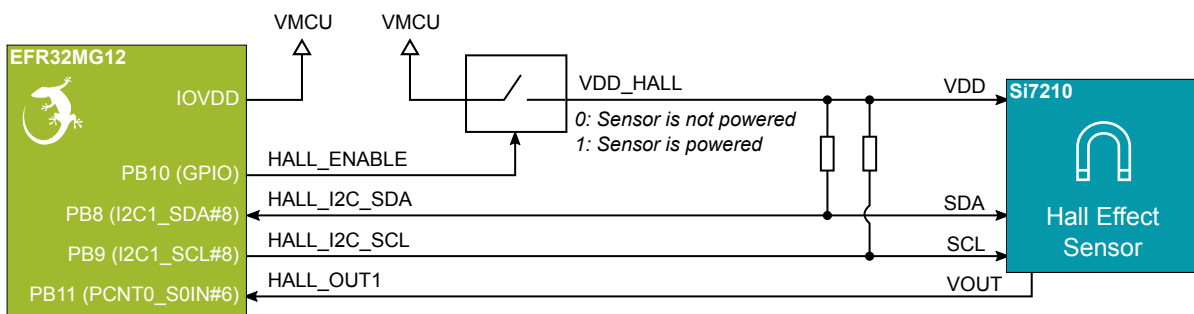 VMCU
VMCU
EFR32MG12
IOVDD
VDD_HALL
VDD
Si7210
0: Sensor is not powered
1: Sensor is powered
PB10 (GPIO)
HALL_ENABLE
PB8 (I2C1_SDA#8)
HALL_I2C_SDA
SDA
Hall Effect
Sensor
PB9 (I2C1_SCL#8)
HALL_I2C_SCL
SCL
PB11 (PCNT0_S0IN#6)
HALL_OUT1
VOUT